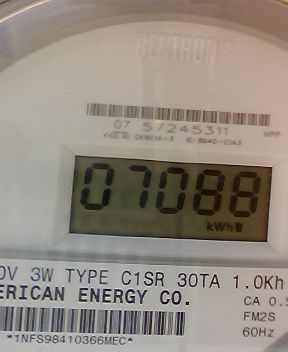 CENTRON
07 57245311
HPP
07088
kWh
0V 3W TYPE C1SR 30TA 1.0Kh
ERICAN ENERGY CO.
CA 0.5
FM2S
60Hz
*1NFS98410366MEC*